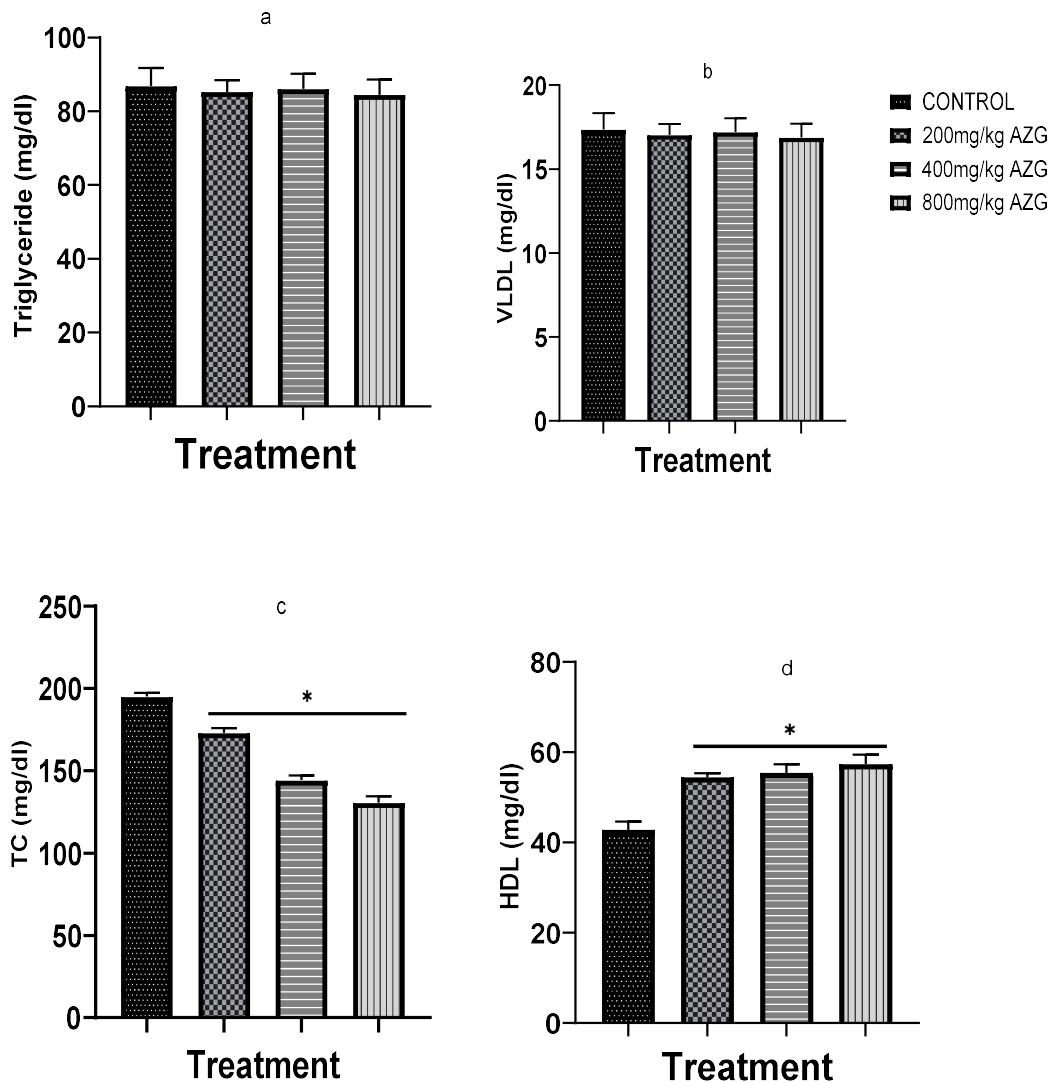 a
100
80
60
40
20
0
Triglyceride (mg/dl)
Treatment
b
20
15
10
5
0
VLDL (mg/dl)
Treatment
CONTROL
200mg/kg AZG
400mg/kg AZG
800mg/kg AZG
c
250
200
150
100
50
0
TC (mg/dl)
*
Treatment
d
80
60
40
20
0
HDL (mg/dl)
*
Treatment